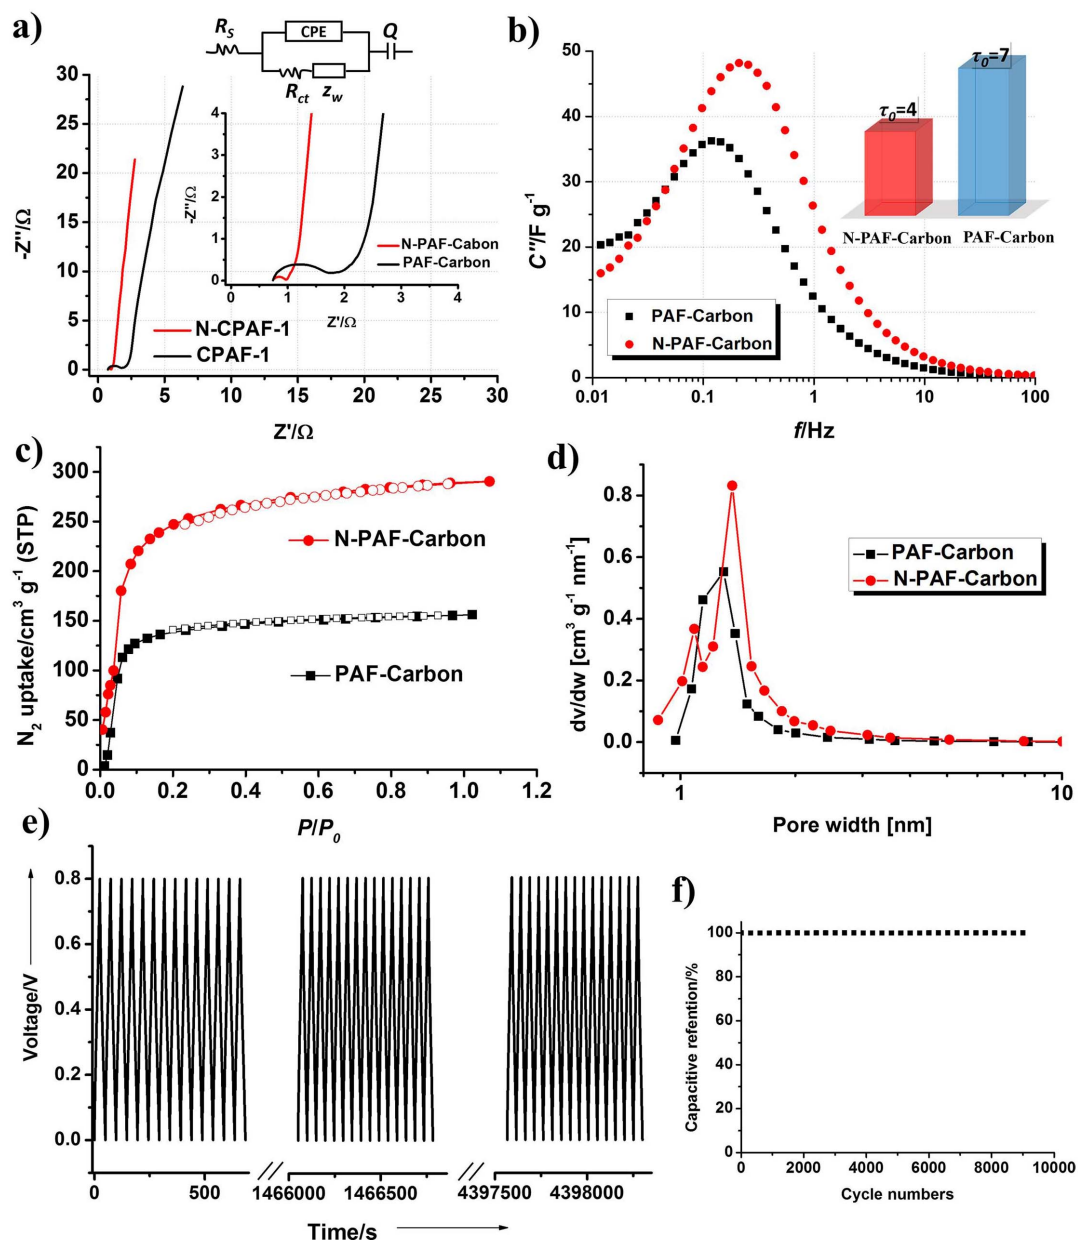 a)
R_S
CPE
Q
R_ct z_w
-Z''/Ω
30
25
20
15
10
5
0
0 5 10 15 20 25 30
Z'/Ω
N-CPAF-1
CPAF-1
-Z''/Ω
4
3
2
1
0
0 1 2 3 4
Z'/Ω
N-PAF-Cabon
PAF-Carbon
b)
C''/F g⁻¹
50
40
30
20
10
0
0.01 0.1 1 10 100
f/Hz
PAF-Carbon
N-PAF-Carbon
τ₀=4
τ₀=7
N-PAF-Carbon PAF-Carbon
c)
N₂ uptake/cm³ g⁻¹ (STP)
300
250
200
150
100
50
0
0.0 0.2 0.4 0.6 0.8 1.0 1.2
P/P₀
N-PAF-Carbon
PAF-Carbon
d)
dv/dw [cm³ g⁻¹ nm⁻¹]
0.8
0.6
0.4
0.2
0.0
1 10
Pore width [nm]
PAF-Carbon
N-PAF-Carbon
e)
Voltage/V
0.8
0.6
0.4
0.2
0.0
0 500 1466000 1466500 4397500 4398000
Time/s
f)
Capacitive retention/%
100
80
60
40
20
0
0 2000 4000 6000 8000 10000
Cycle numbers